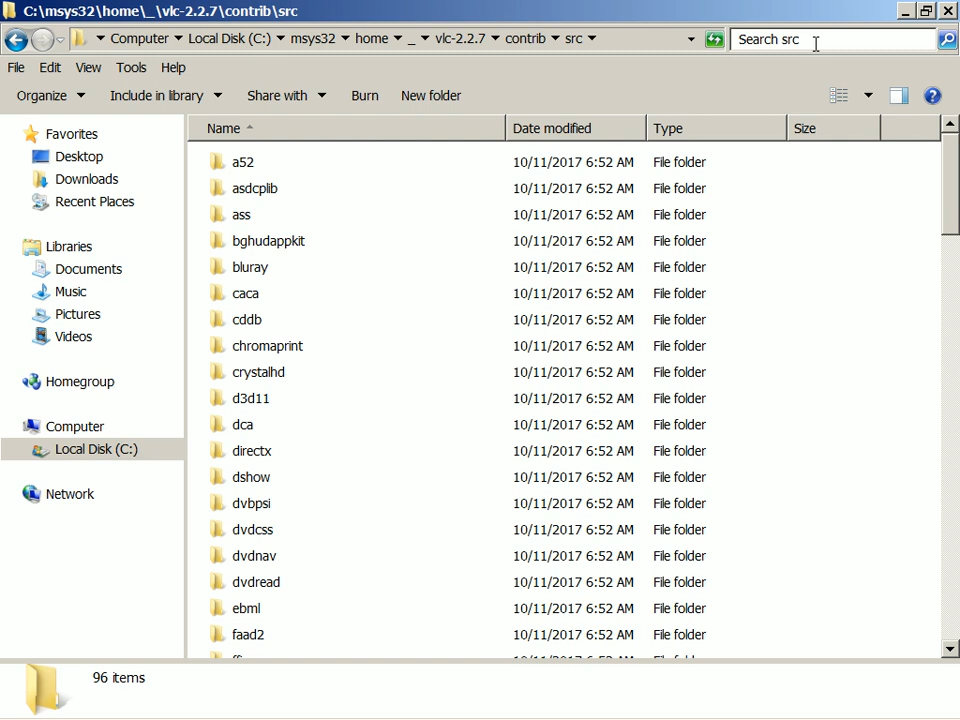 C:\msys32\home\_\vlc-2.2.7\contrib\src
Computer Local Disk (C:) msys32 home _ vlc-2.2.7 contrib src Search src
File Edit View Tools Help
Organize Include in library Share with Burn New folder
Favorites
Desktop
Downloads
Recent Places
Libraries
Documents
Music
Pictures
Videos
Homegroup
Computer
Local Disk (C:)
Network
Name Date modified Type Size
a52 10/11/2017 6:52 AM File folder
asdcplib 10/11/2017 6:52 AM File folder
ass 10/11/2017 6:52 AM File folder
bghudappkit 10/11/2017 6:52 AM File folder
bluray 10/11/2017 6:52 AM File folder
caca 10/11/2017 6:52 AM File folder
cddb 10/11/2017 6:52 AM File folder
chromaprint 10/11/2017 6:52 AM File folder
crystalhd 10/11/2017 6:52 AM File folder
d3d11 10/11/2017 6:52 AM File folder
dca 10/11/2017 6:52 AM File folder
directx 10/11/2017 6:52 AM File folder
dshow 10/11/2017 6:52 AM File folder
dvbpsi 10/11/2017 6:52 AM File folder
dvdcss 10/11/2017 6:52 AM File folder
dvdnav 10/11/2017 6:52 AM File folder
dvdread 10/11/2017 6:52 AM File folder
ebml 10/11/2017 6:52 AM File folder
faad2 10/11/2017 6:52 AM File folder
96 items